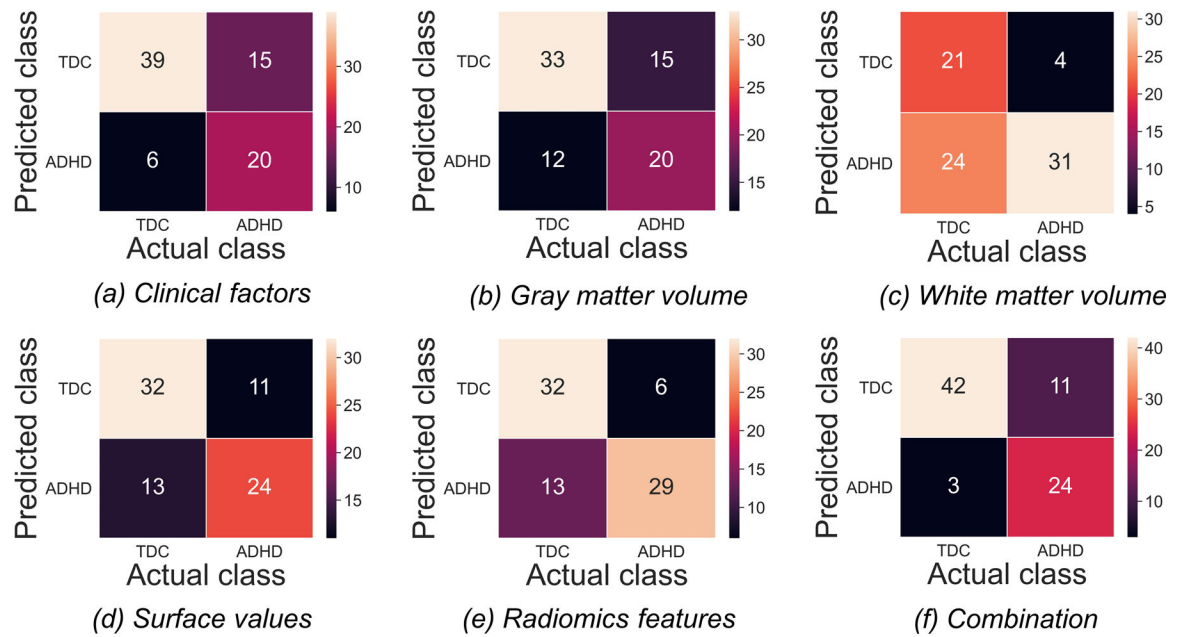 Predicted class
TDC
ADHD
39
15
6
20
30
20
10
TDC
ADHD
Actual class
(a) Clinical factors
Predicted class
TDC
ADHD
33
15
12
20
30
25
20
15
TDC
ADHD
Actual class
(b) Gray matter volume
Predicted class
TDC
ADHD
21
4
24
31
30
25
20
15
10
5
TDC
ADHD
Actual class
(c) White matter volume
Predicted class
TDC
ADHD
32
11
13
24
30
25
20
15
TDC
ADHD
Actual class
(d) Surface values
Predicted class
TDC
ADHD
32
6
13
29
30
25
20
15
10
TDC
ADHD
Actual class
(e) Radiomics features
Predicted class
TDC
ADHD
42
11
3
24
40
30
20
10
TDC
ADHD
Actual class
(f) Combination